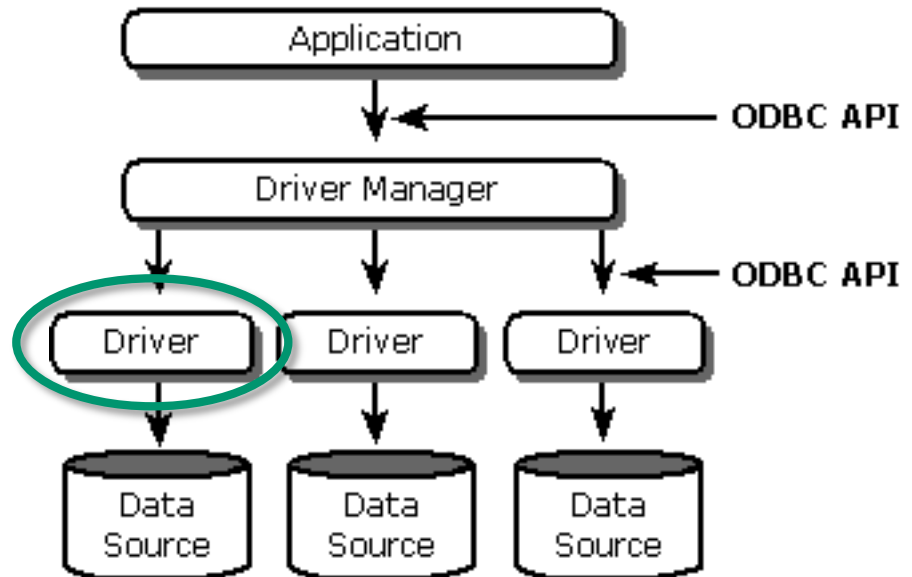 Application
ODBC API
Driver Manager
ODBC API
Driver
Driver
Driver
Data
Source
Data
Source
Data
Source